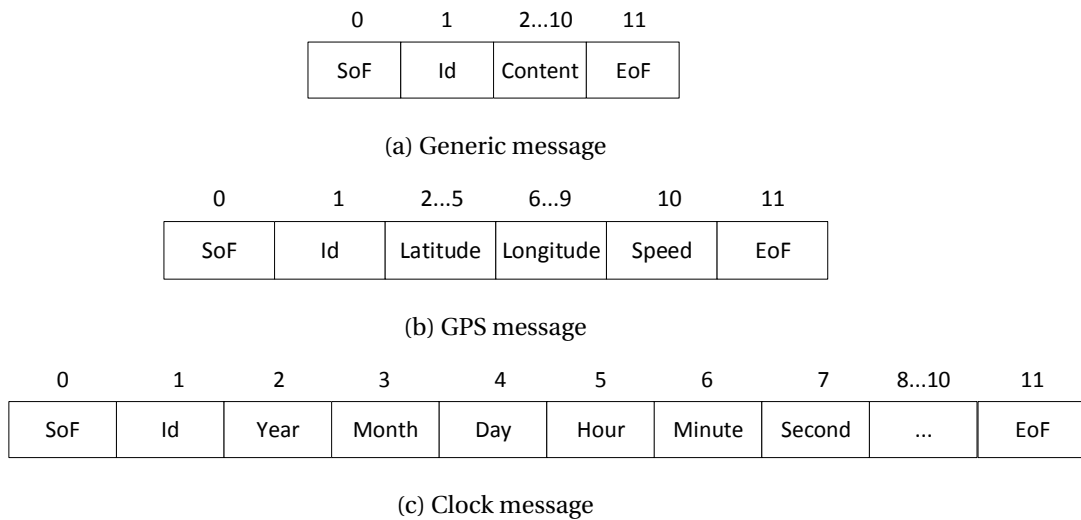 0 1 2...10 11
SoF Id Content EoF
(a) Generic message
0 1 2...5 6...9 10 11
SoF Id Latitude Longitude Speed EoF
(b) GPS message
0 1 2 3 4 5 6 7 8...10 11
SoF Id Year Month Day Hour Minute Second ... EoF
(c) Clock message